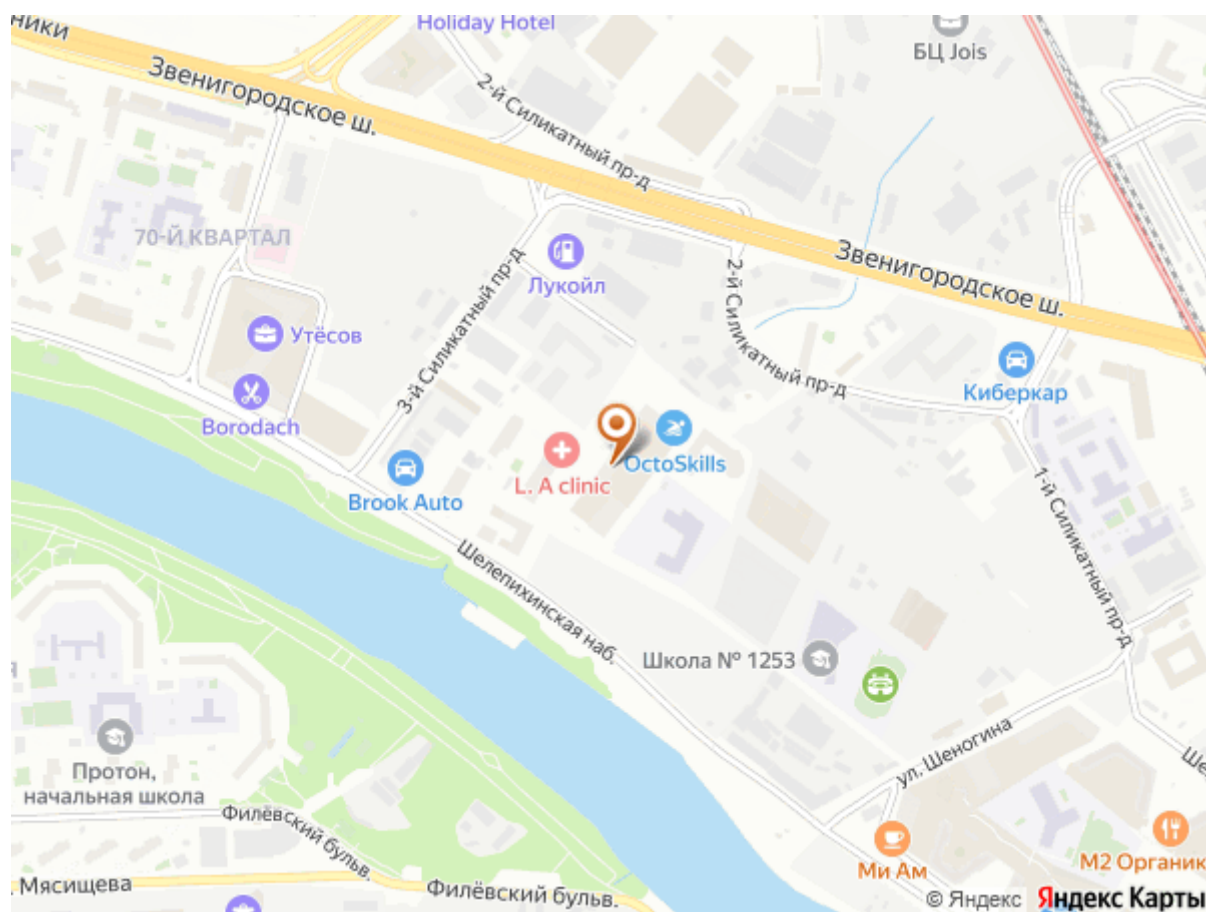 НИКИ
Holiday Hotel
БЦ Jois
Звенигородское ш.
2-й Силикатный пр-д
70-Й КВАРТАЛ
Лукойл
3-й Силикатный пр-д
2-й Силикатный пр-д
Звенигородское ш.
Утёсов
Киберкар
Borodach
OctoSkills
L. A clinic
Brook Auto
1-й Силикатный пр-д
Шелепихинская наб.
Школа № 1253
я
ул. Шеногина
Протон,
начальная школа
Филёвский бульв.
Ше
Ми Ам
М2 Органик
Мясищева
Филёвский бульв.
© Яндекс Яндекс Карты